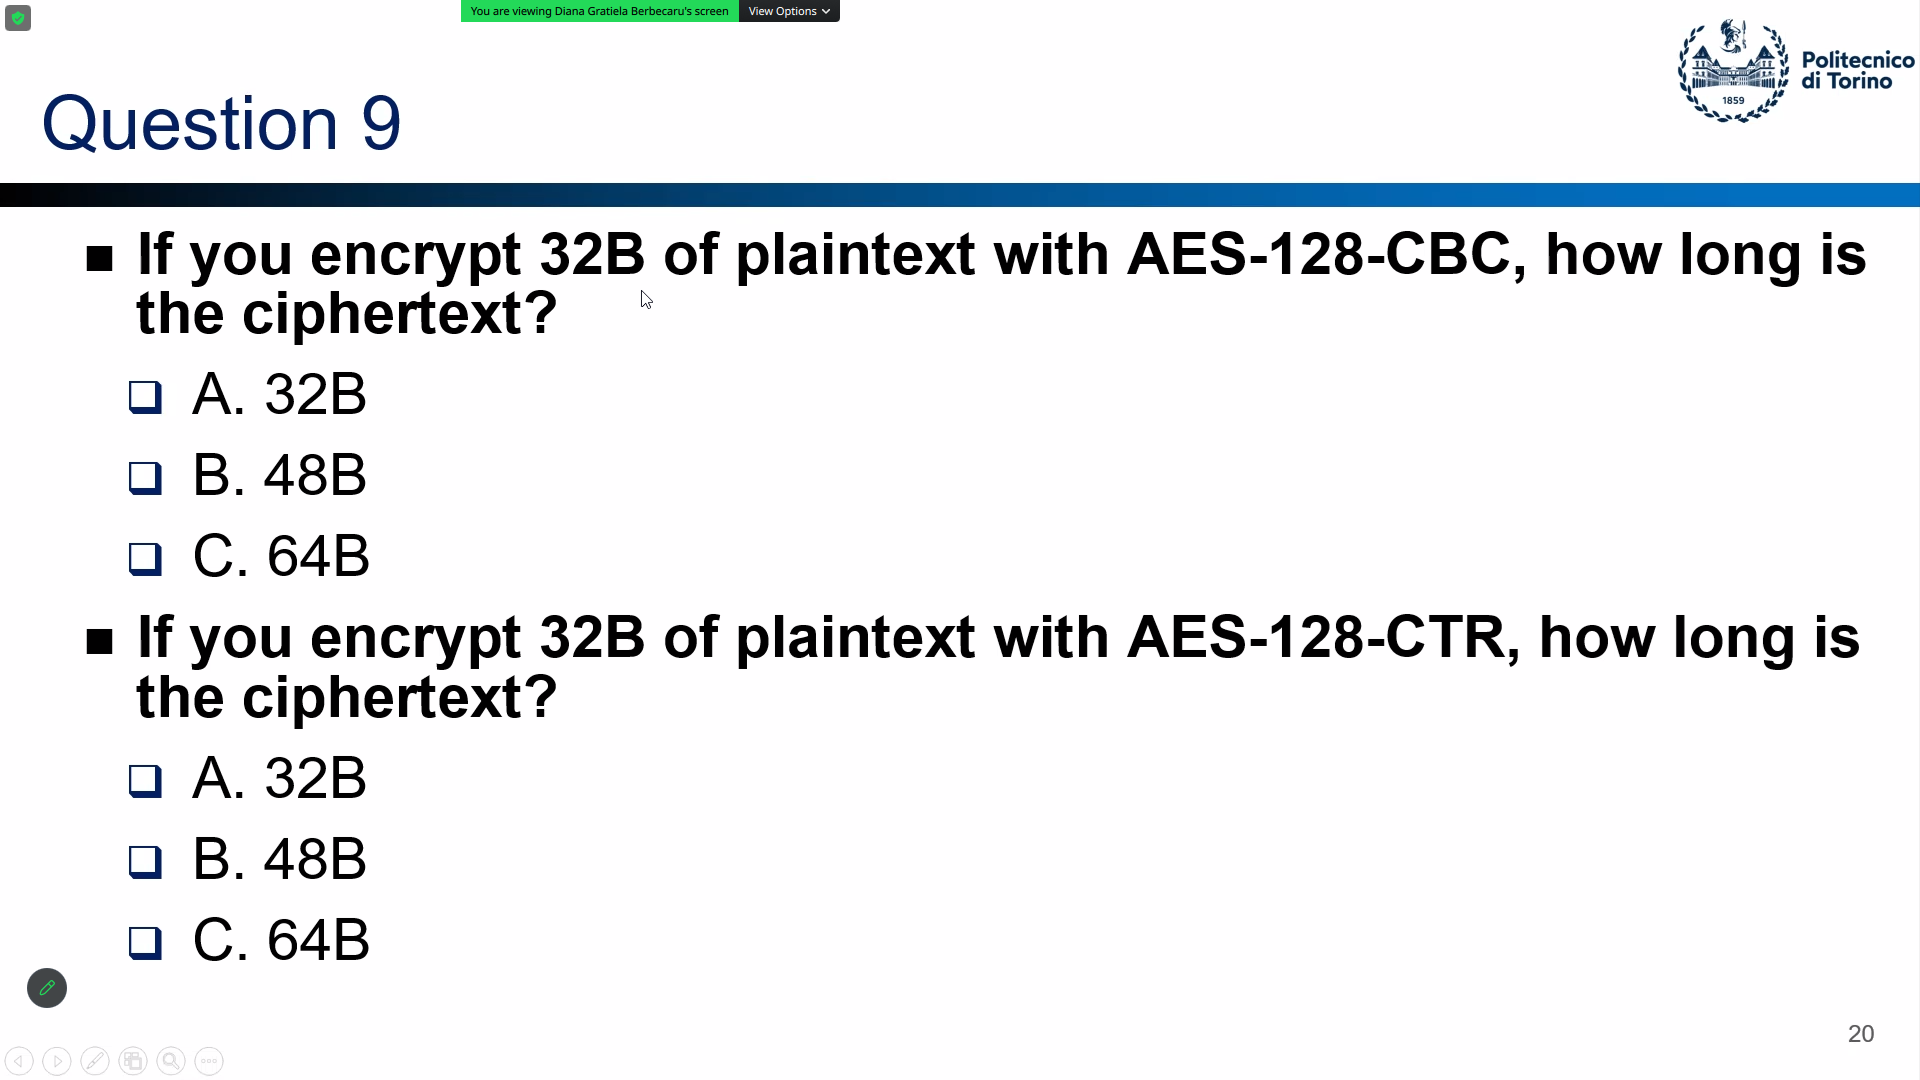 You are viewing Diana Gratiela Berbecaru's screen View Options
Politecnico
di Torino
1859
Question 9
If you encrypt 32B of plaintext with AES-128-CBC, how long is
the ciphertext?
A. 32B
B. 48B
C. 64B
If you encrypt 32B of plaintext with AES-128-CTR, how long is
the ciphertext?
A. 32B
B. 48B
C. 64B
20